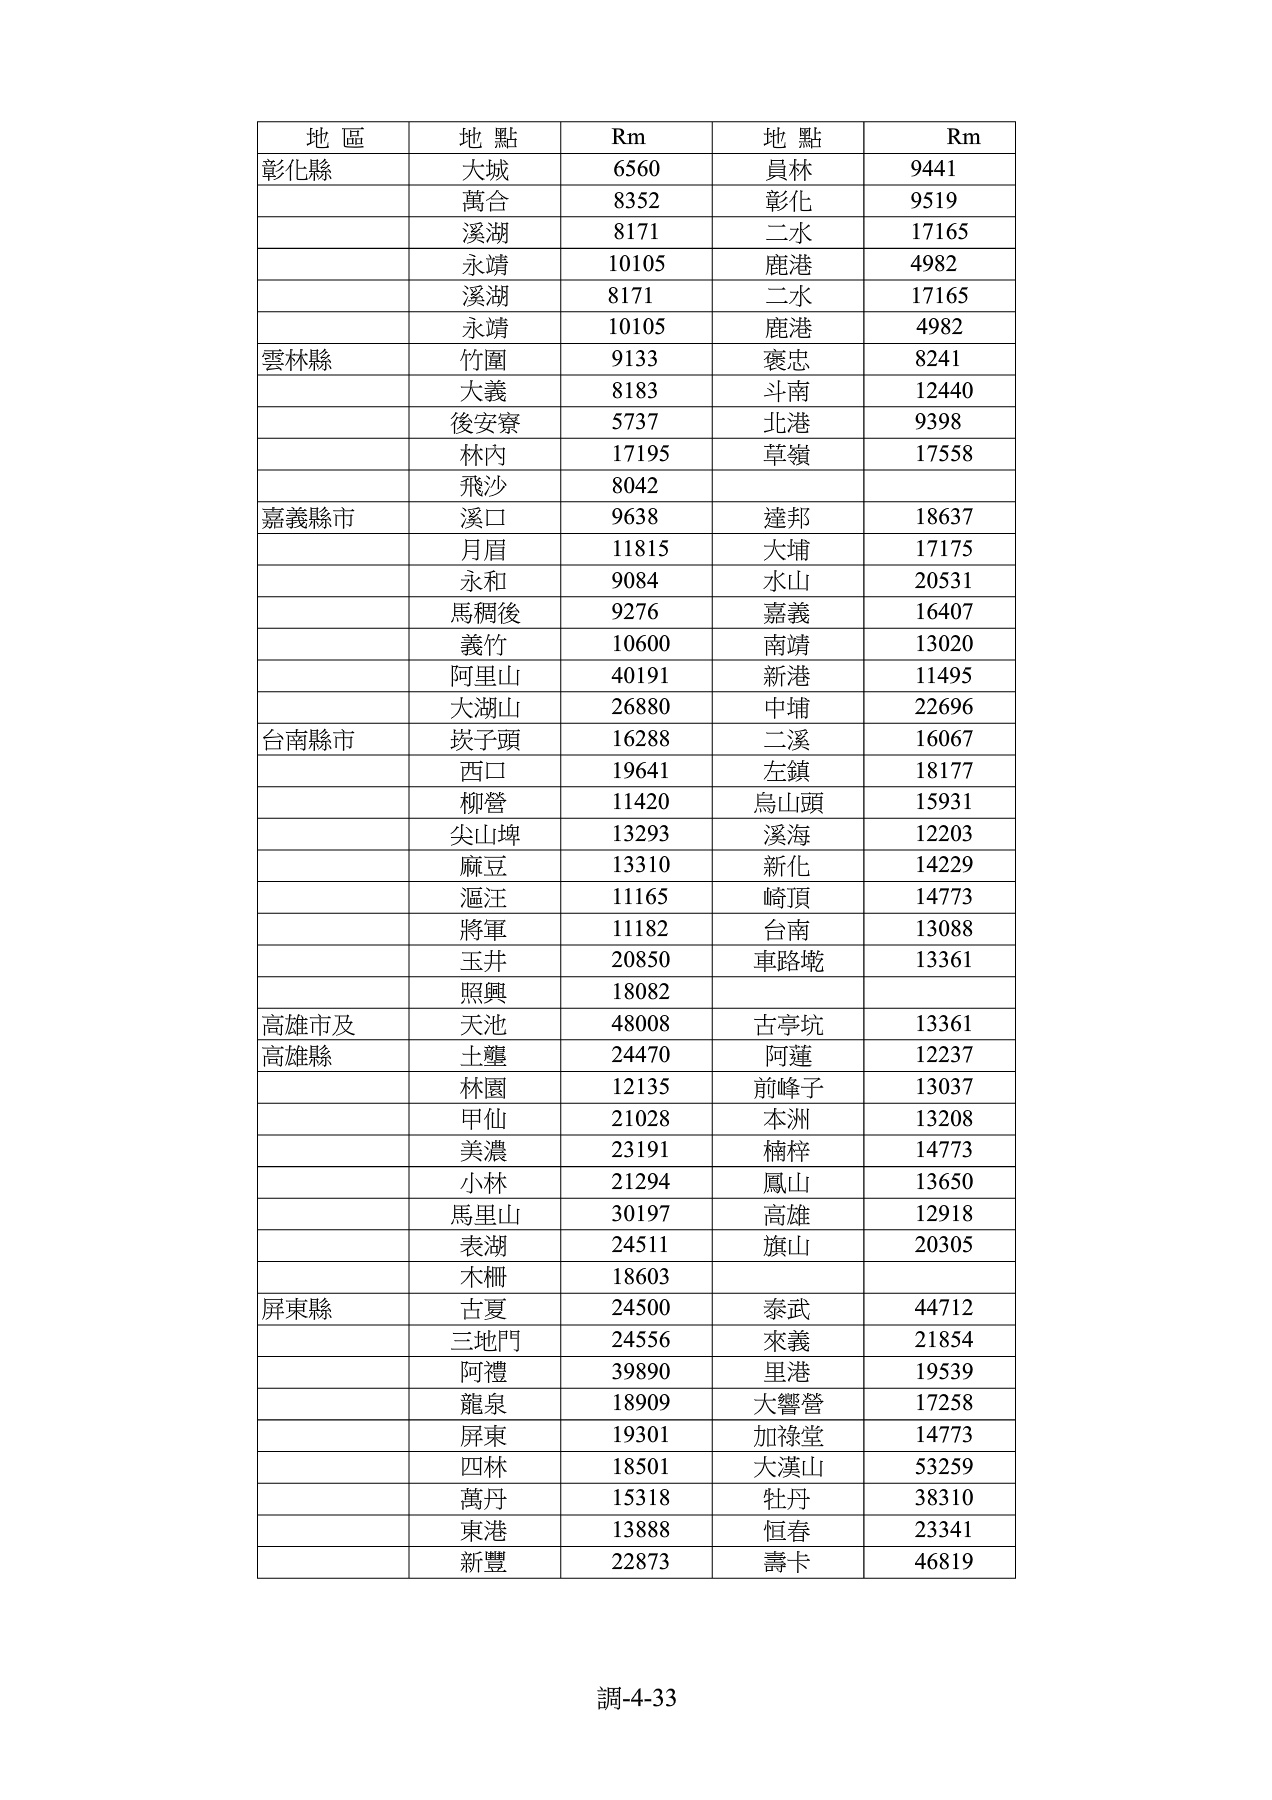 地 區 地 點 Rm 地 點 Rm
彰化縣 大城 6560 員林 9441
萬合 8352 彰化 9519
溪湖 8171 二水 17165
永靖 10105 鹿港 4982
溪湖 8171 二水 17165
永靖 10105 鹿港 4982
雲林縣 竹圍 9133 褒忠 8241
大義 8183 斗南 12440
後安寮 5737 北港 9398
林內 17195 草嶺 17558
飛沙 8042
嘉義縣市 溪口 9638 達邦 18637
月眉 11815 大埔 17175
永和 9084 水山 20531
馬稠後 9276 嘉義 16407
義竹 10600 南靖 13020
阿里山 40191 新港 11495
大湖山 26880 中埔 22696
台南縣市 崁子頭 16288 二溪 16067
西口 19641 左鎮 18177
柳營 11420 烏山頭 15931
尖山埤 13293 溪海 12203
麻豆 13310 新化 14229
漚汪 11165 崎頂 14773
將軍 11182 台南 13088
玉井 20850 車路墘 13361
照興 18082
高雄市及 天池 48008 古亭坑 13361
高雄縣 土壟 24470 阿蓮 12237
林園 12135 前峰子 13037
甲仙 21028 本洲 13208
美濃 23191 楠梓 14773
小林 21294 鳳山 13650
馬里山 30197 高雄 12918
表湖 24511 旗山 20305
木柵 18603
屏東縣 古夏 24500 泰武 44712
三地門 24556 來義 21854
阿禮 39890 里港 19539
龍泉 18909 大響營 17258
屏東 19301 加祿堂 14773
四林 18501 大漢山 53259
萬丹 15318 牡丹 38310
東港 13888 恒春 23341
新豐 22873 壽卡 46819
調-4-33